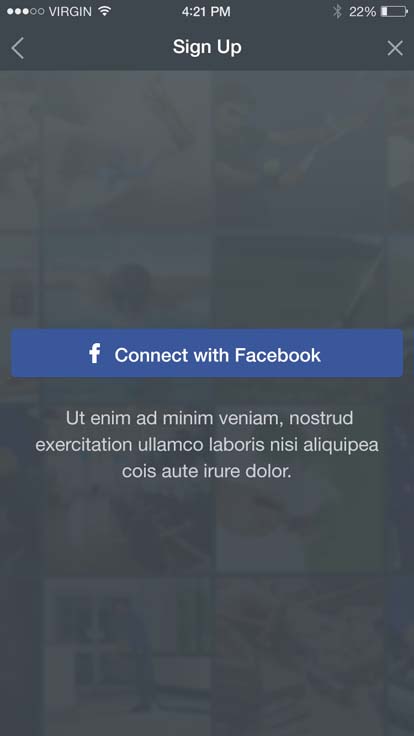 VIRGIN 4:21 PM 22%
Sign Up
f Connect with Facebook
Ut enim ad minim veniam, nostrud
exercitation ullamco laboris nisi aliquipea
cois aute irure dolor.